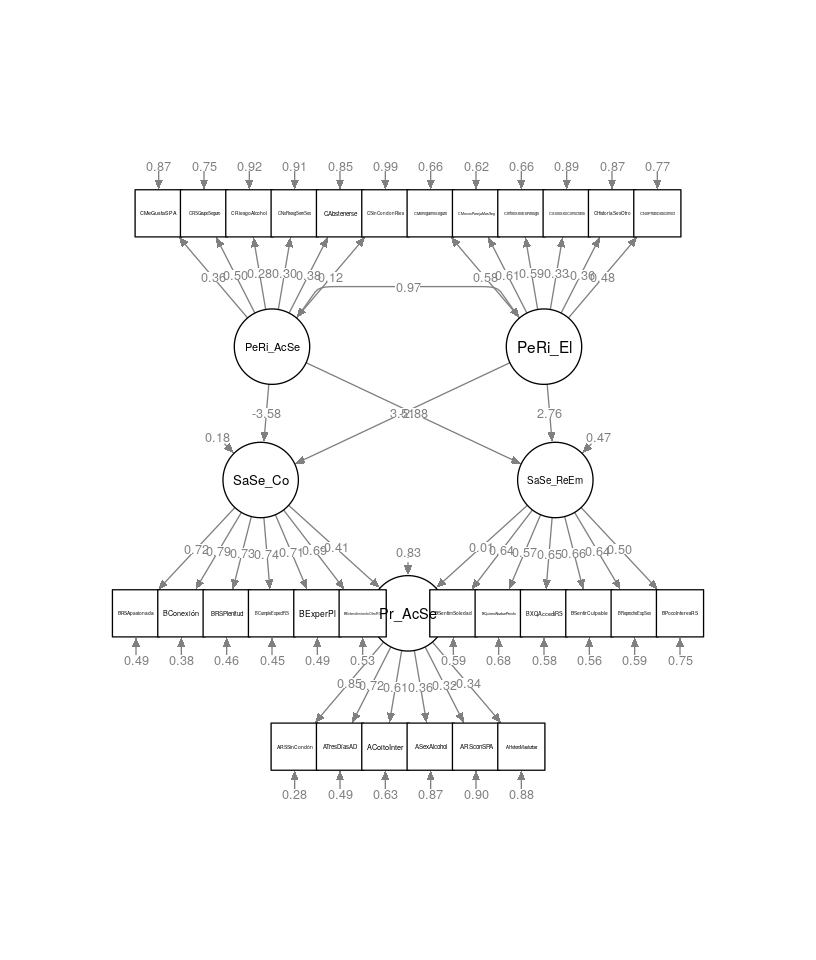 0.87 0.75 0.92 0.91 0.85 0.99 0.66 0.62 0.66 0.89 0.87 0.77
CMeGustaSPA CRSGrupoSeguro CRiesgoAlcohol CNoRiesgSemSex CAbstenerse CSinCondonRies CHistoriaSexOtro
0.36 0.50 0.28 0.30 0.38 0.12 0.58 0.61 0.59 0.33 0.36 0.48
0.97
PeRi_AcSe PeRi_El
-3.58 2.76
0.18 0.47
SaSe_Co SaSe_ReEm
0.72 0.79 0.73 0.74 0.71 0.69 0.41 0.01 0.64 0.57 0.65 0.66 0.64 0.50
0.83
BRSApasionada BConexión BRSPlenitud BCumpleExpectRS BExperPl Pr_AcSe BSentimSoledad BXQAccediRS BSentirCulpable BPocoInteresRS
0.49 0.38 0.46 0.45 0.49 0.53 0.59 0.68 0.58 0.56 0.59 0.75
0.85 0.72 0.61 0.36 0.32 0.34
ARSSinCondón ATresDíasAD ACoitoInter ASexAlcohol ARSconSPA
0.28 0.49 0.63 0.87 0.90 0.88